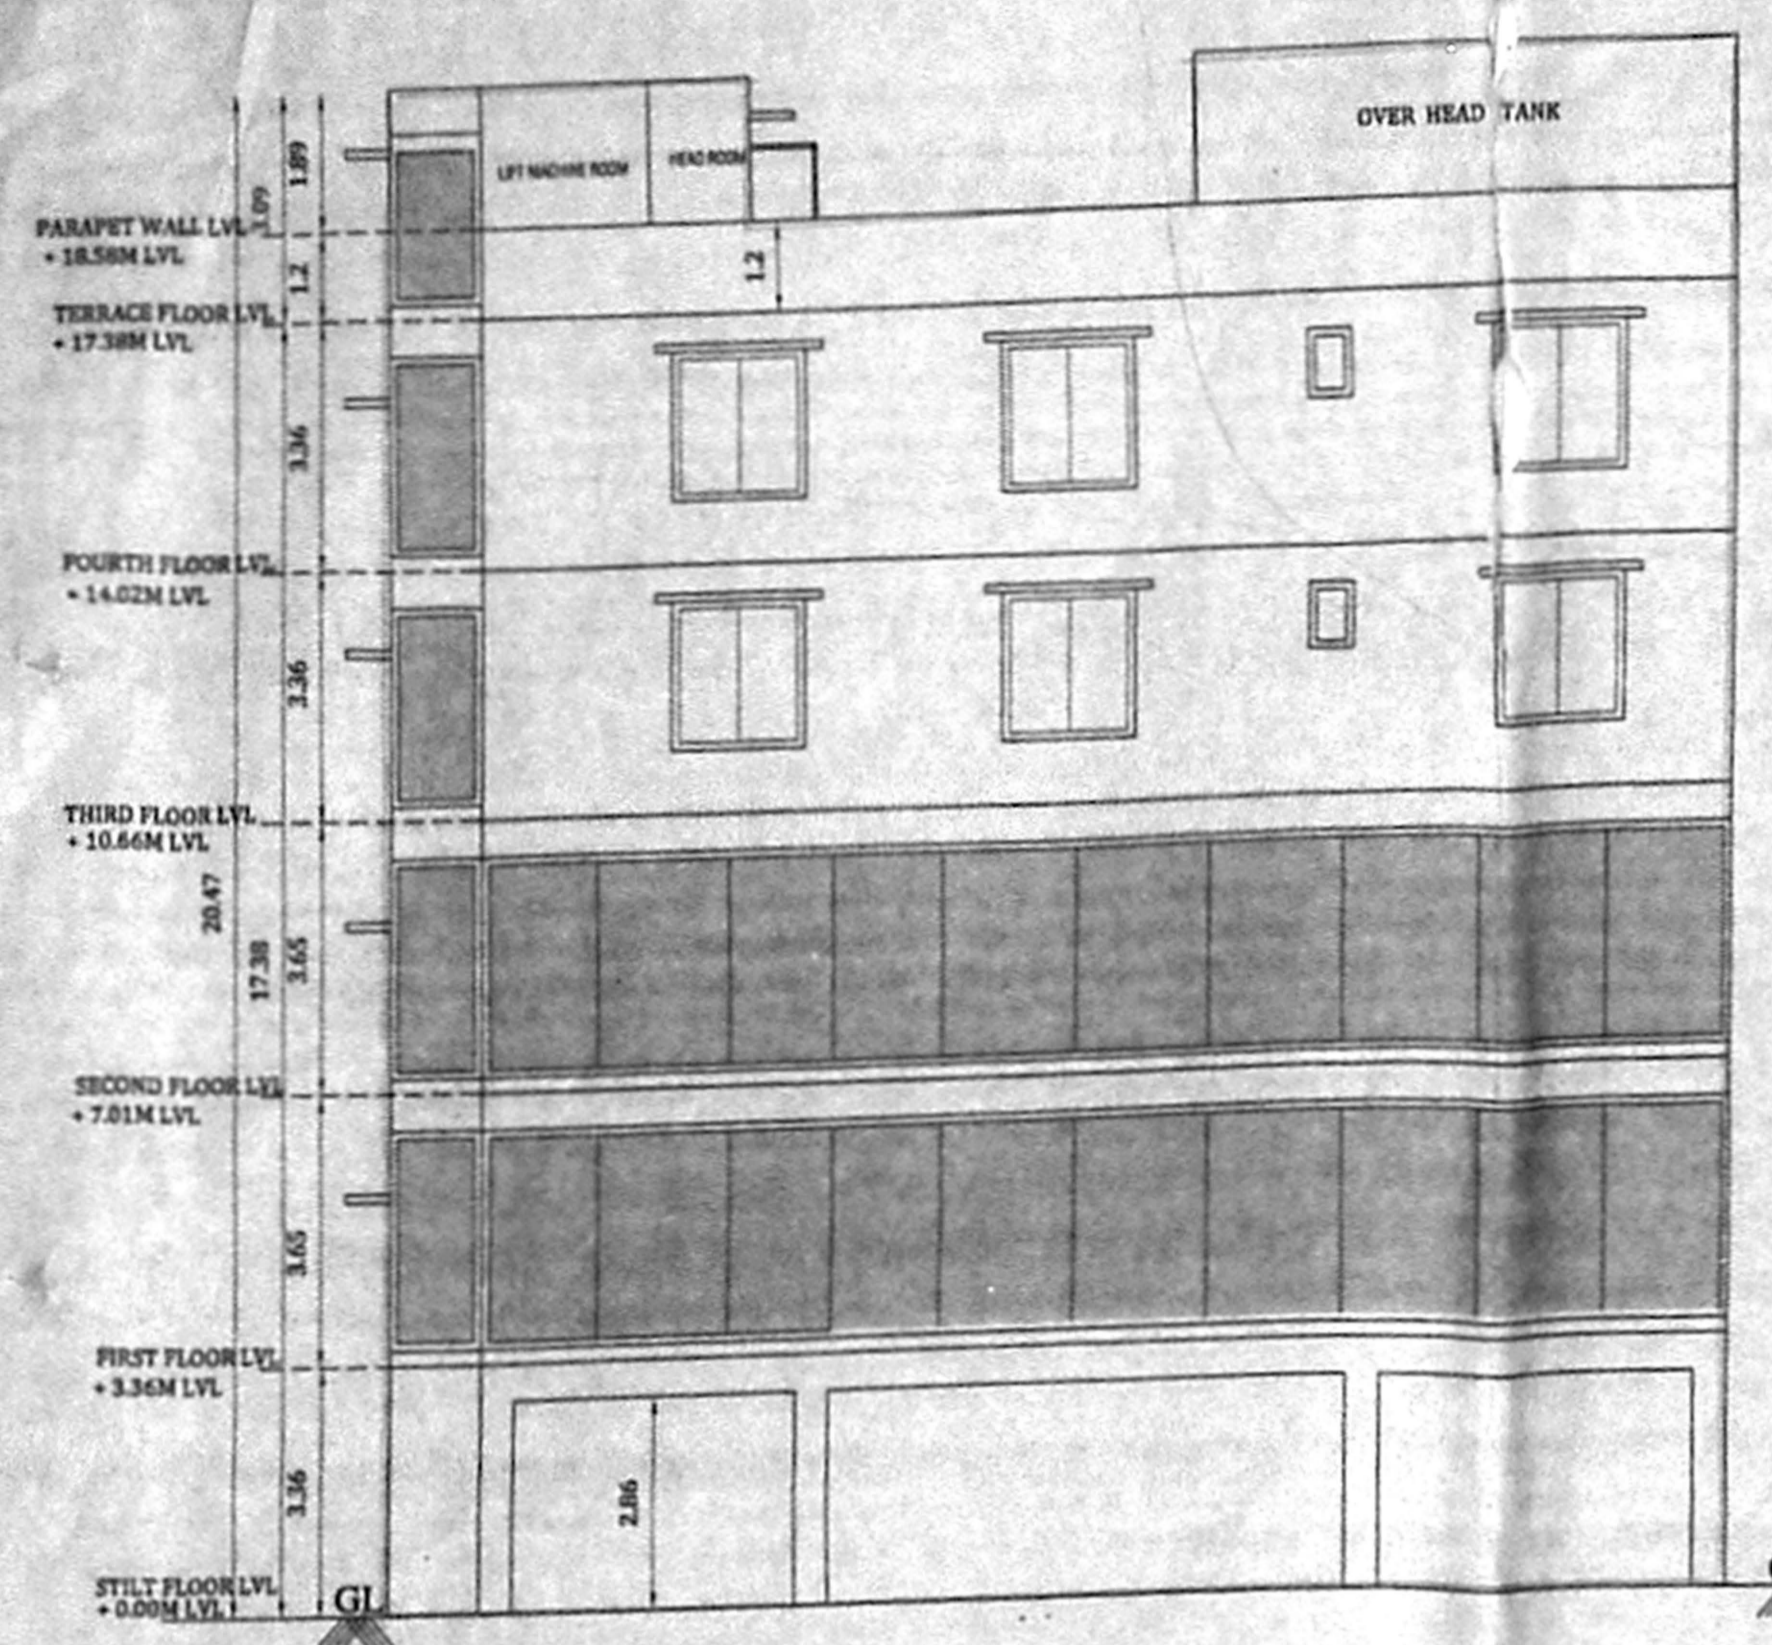 OVER HEAD TANK
LIFT MACHINE ROOM
HEAD ROOM
1.89
3.09
PARAPET WALL LVL
+ 18.58M LVL
1.2
1.2
TERRACE FLOOR LVL
+ 17.38M LVL
3.36
FOURTH FLOOR LVL
+ 14.02M LVL
3.36
THIRD FLOOR LVL
+ 10.66M LVL
20.47
17.38
3.65
SECOND FLOOR LVL
+ 7.01M LVL
3.65
FIRST FLOOR LVL
+ 3.36M LVL
3.36
2.86
STILT FLOOR LVL
+ 0.00M LVL
GL